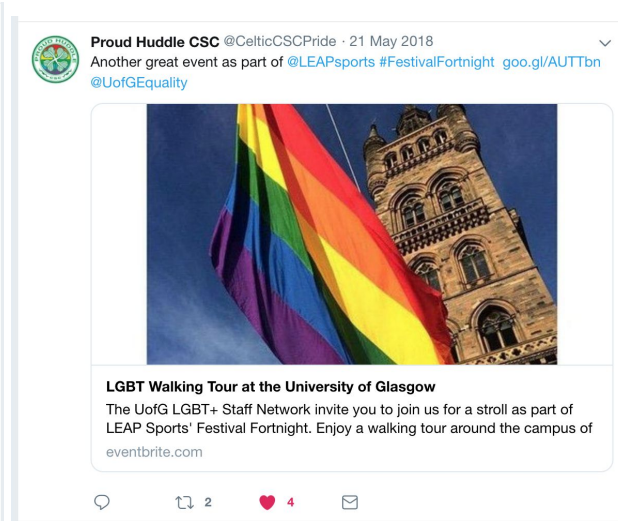 Proud Huddle CSC @CelticCSCPride · 21 May 2018
Another great event as part of @LEAPsports #FestivalFortnight goo.gl/AUTTbn
@UofGEquality
LGBT Walking Tour at the University of Glasgow
The UofG LGBT+ Staff Network invite you to join us for a stroll as part of
LEAP Sports' Festival Fortnight. Enjoy a walking tour around the campus of
eventbrite.com
2 4